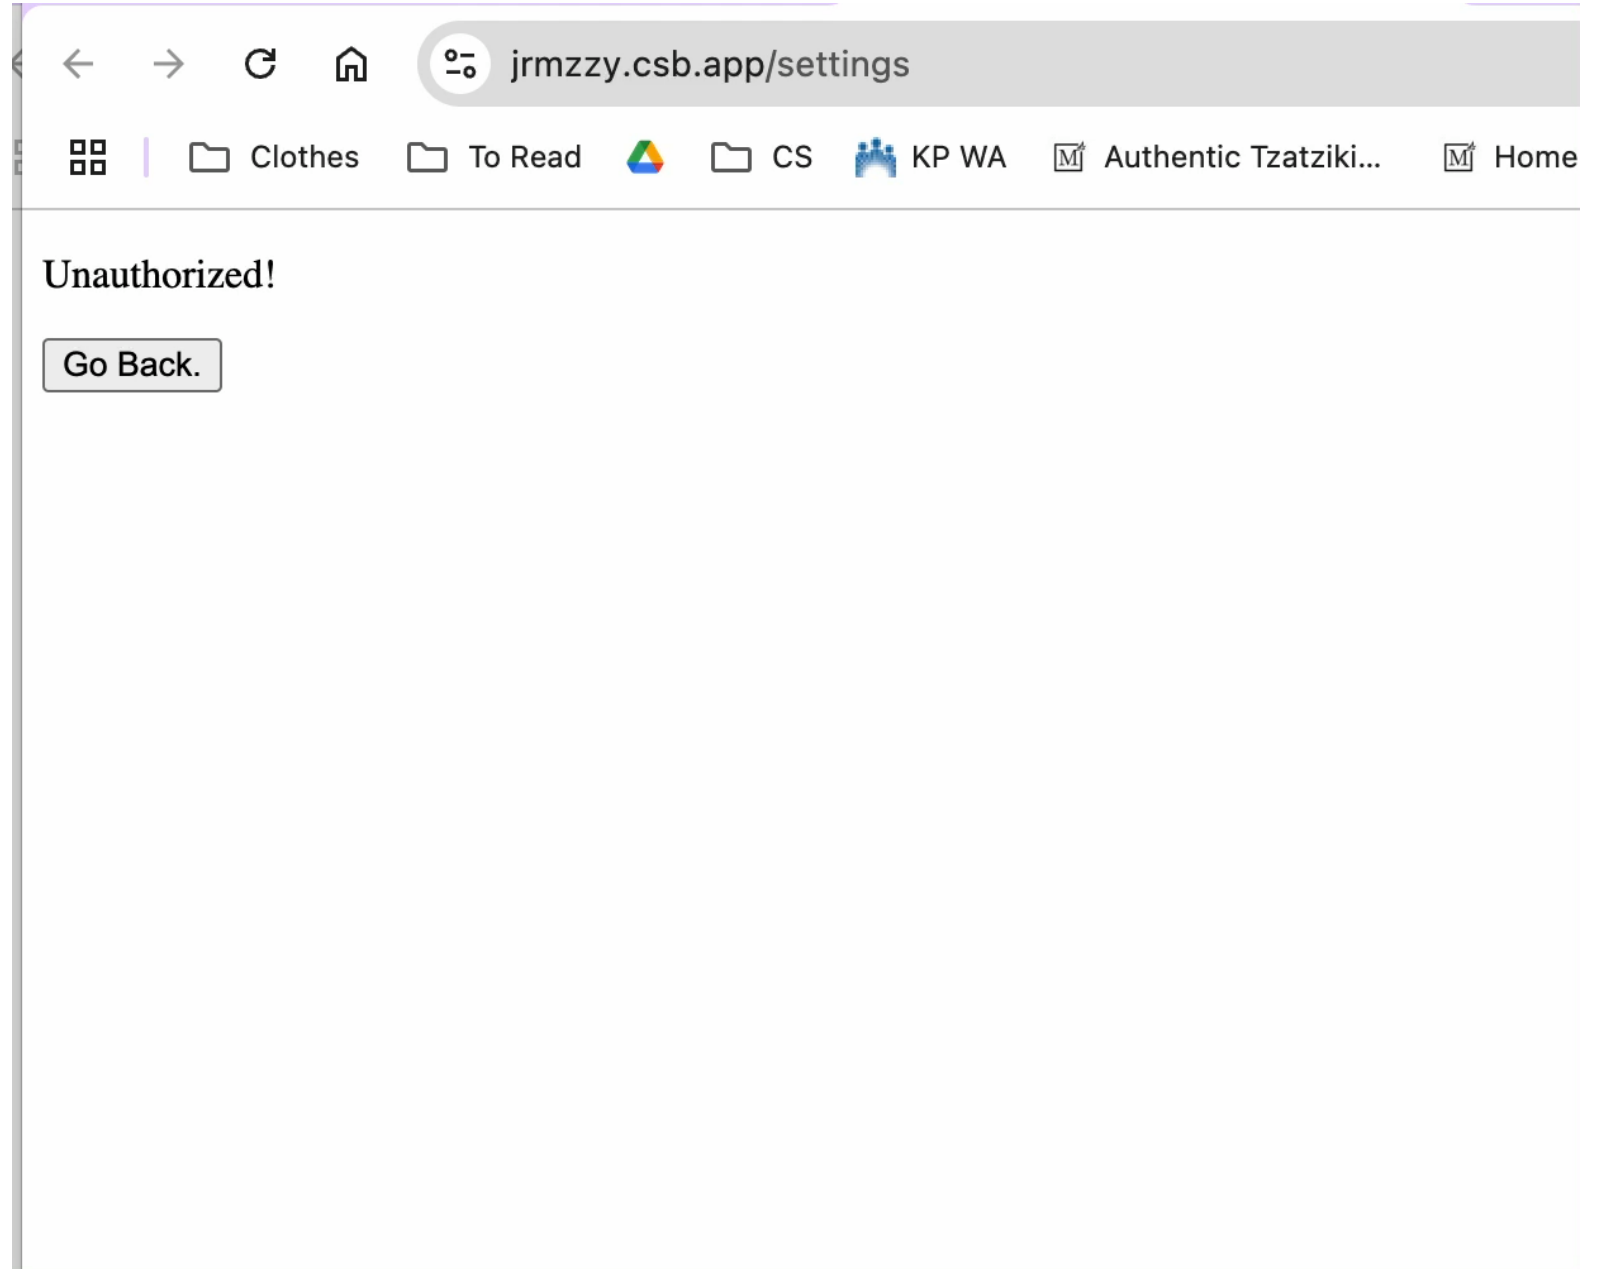 jrmzzy.csb.app/settings
Clothes To Read CS KP WA Authentic Tzatziki... Home
Unauthorized!
Go Back.